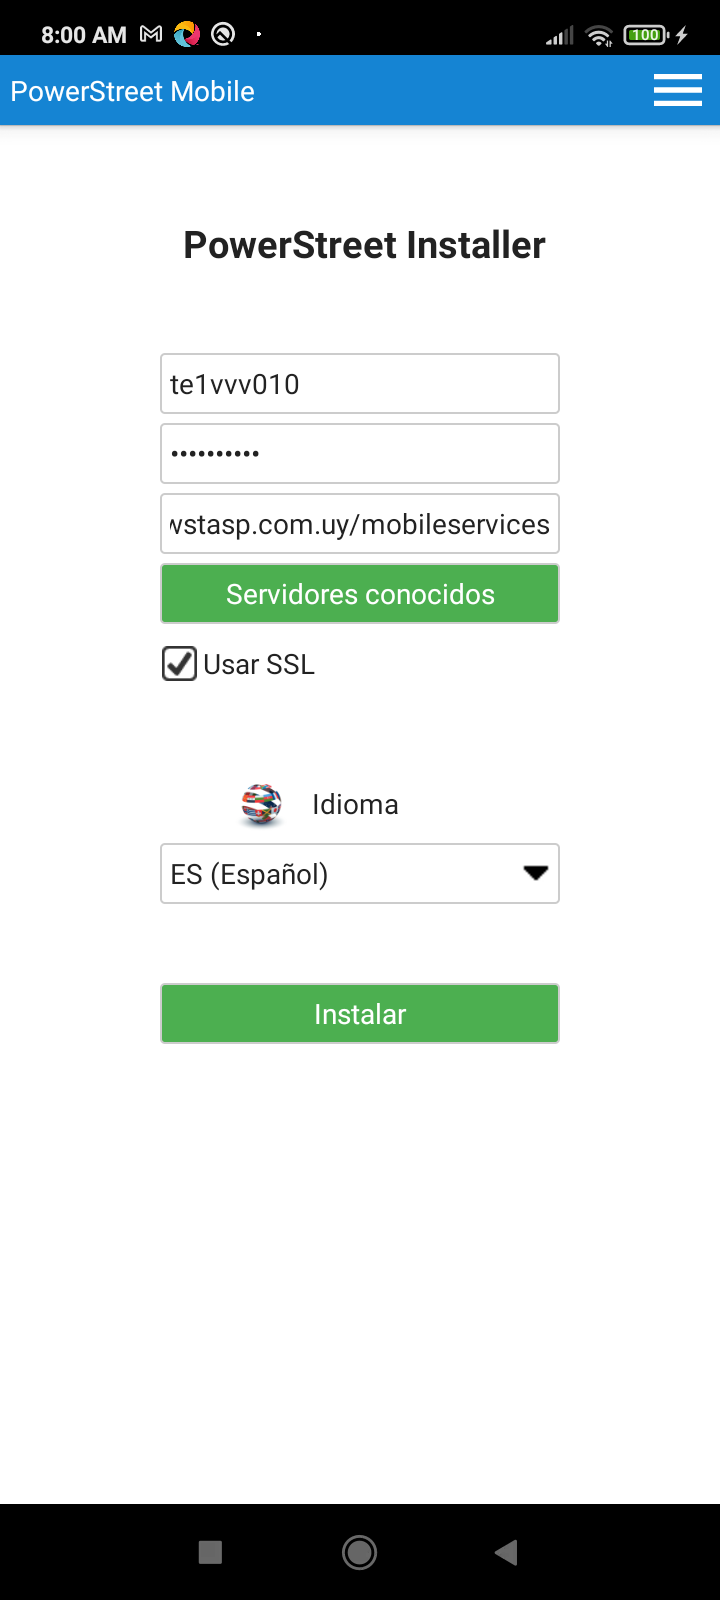 8:00 AM
100
PowerStreet Mobile
PowerStreet Installer
te1vvv010
••••••••••
wstasp.com.uy/mobileservices
Servidores conocidos
Usar SSL
Idioma
ES (Español)
Instalar